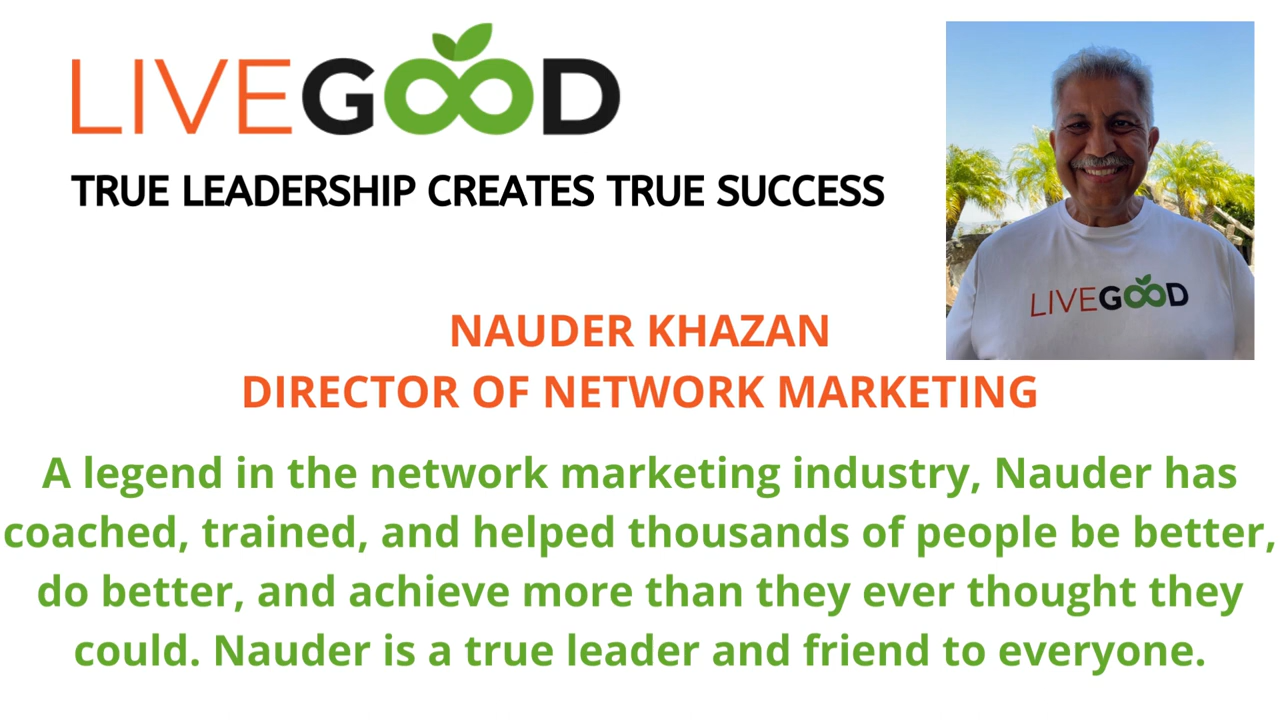 LIVEGOOD
TRUE LEADERSHIP CREATES TRUE SUCCESS
LIVEGOOD
NAUDER KHAZAN
DIRECTOR OF NETWORK MARKETING
A legend in the network marketing industry, Nauder has
coached, trained, and helped thousands of people be better,
do better, and achieve more than they ever thought they
could. Nauder is a true leader and friend to everyone.